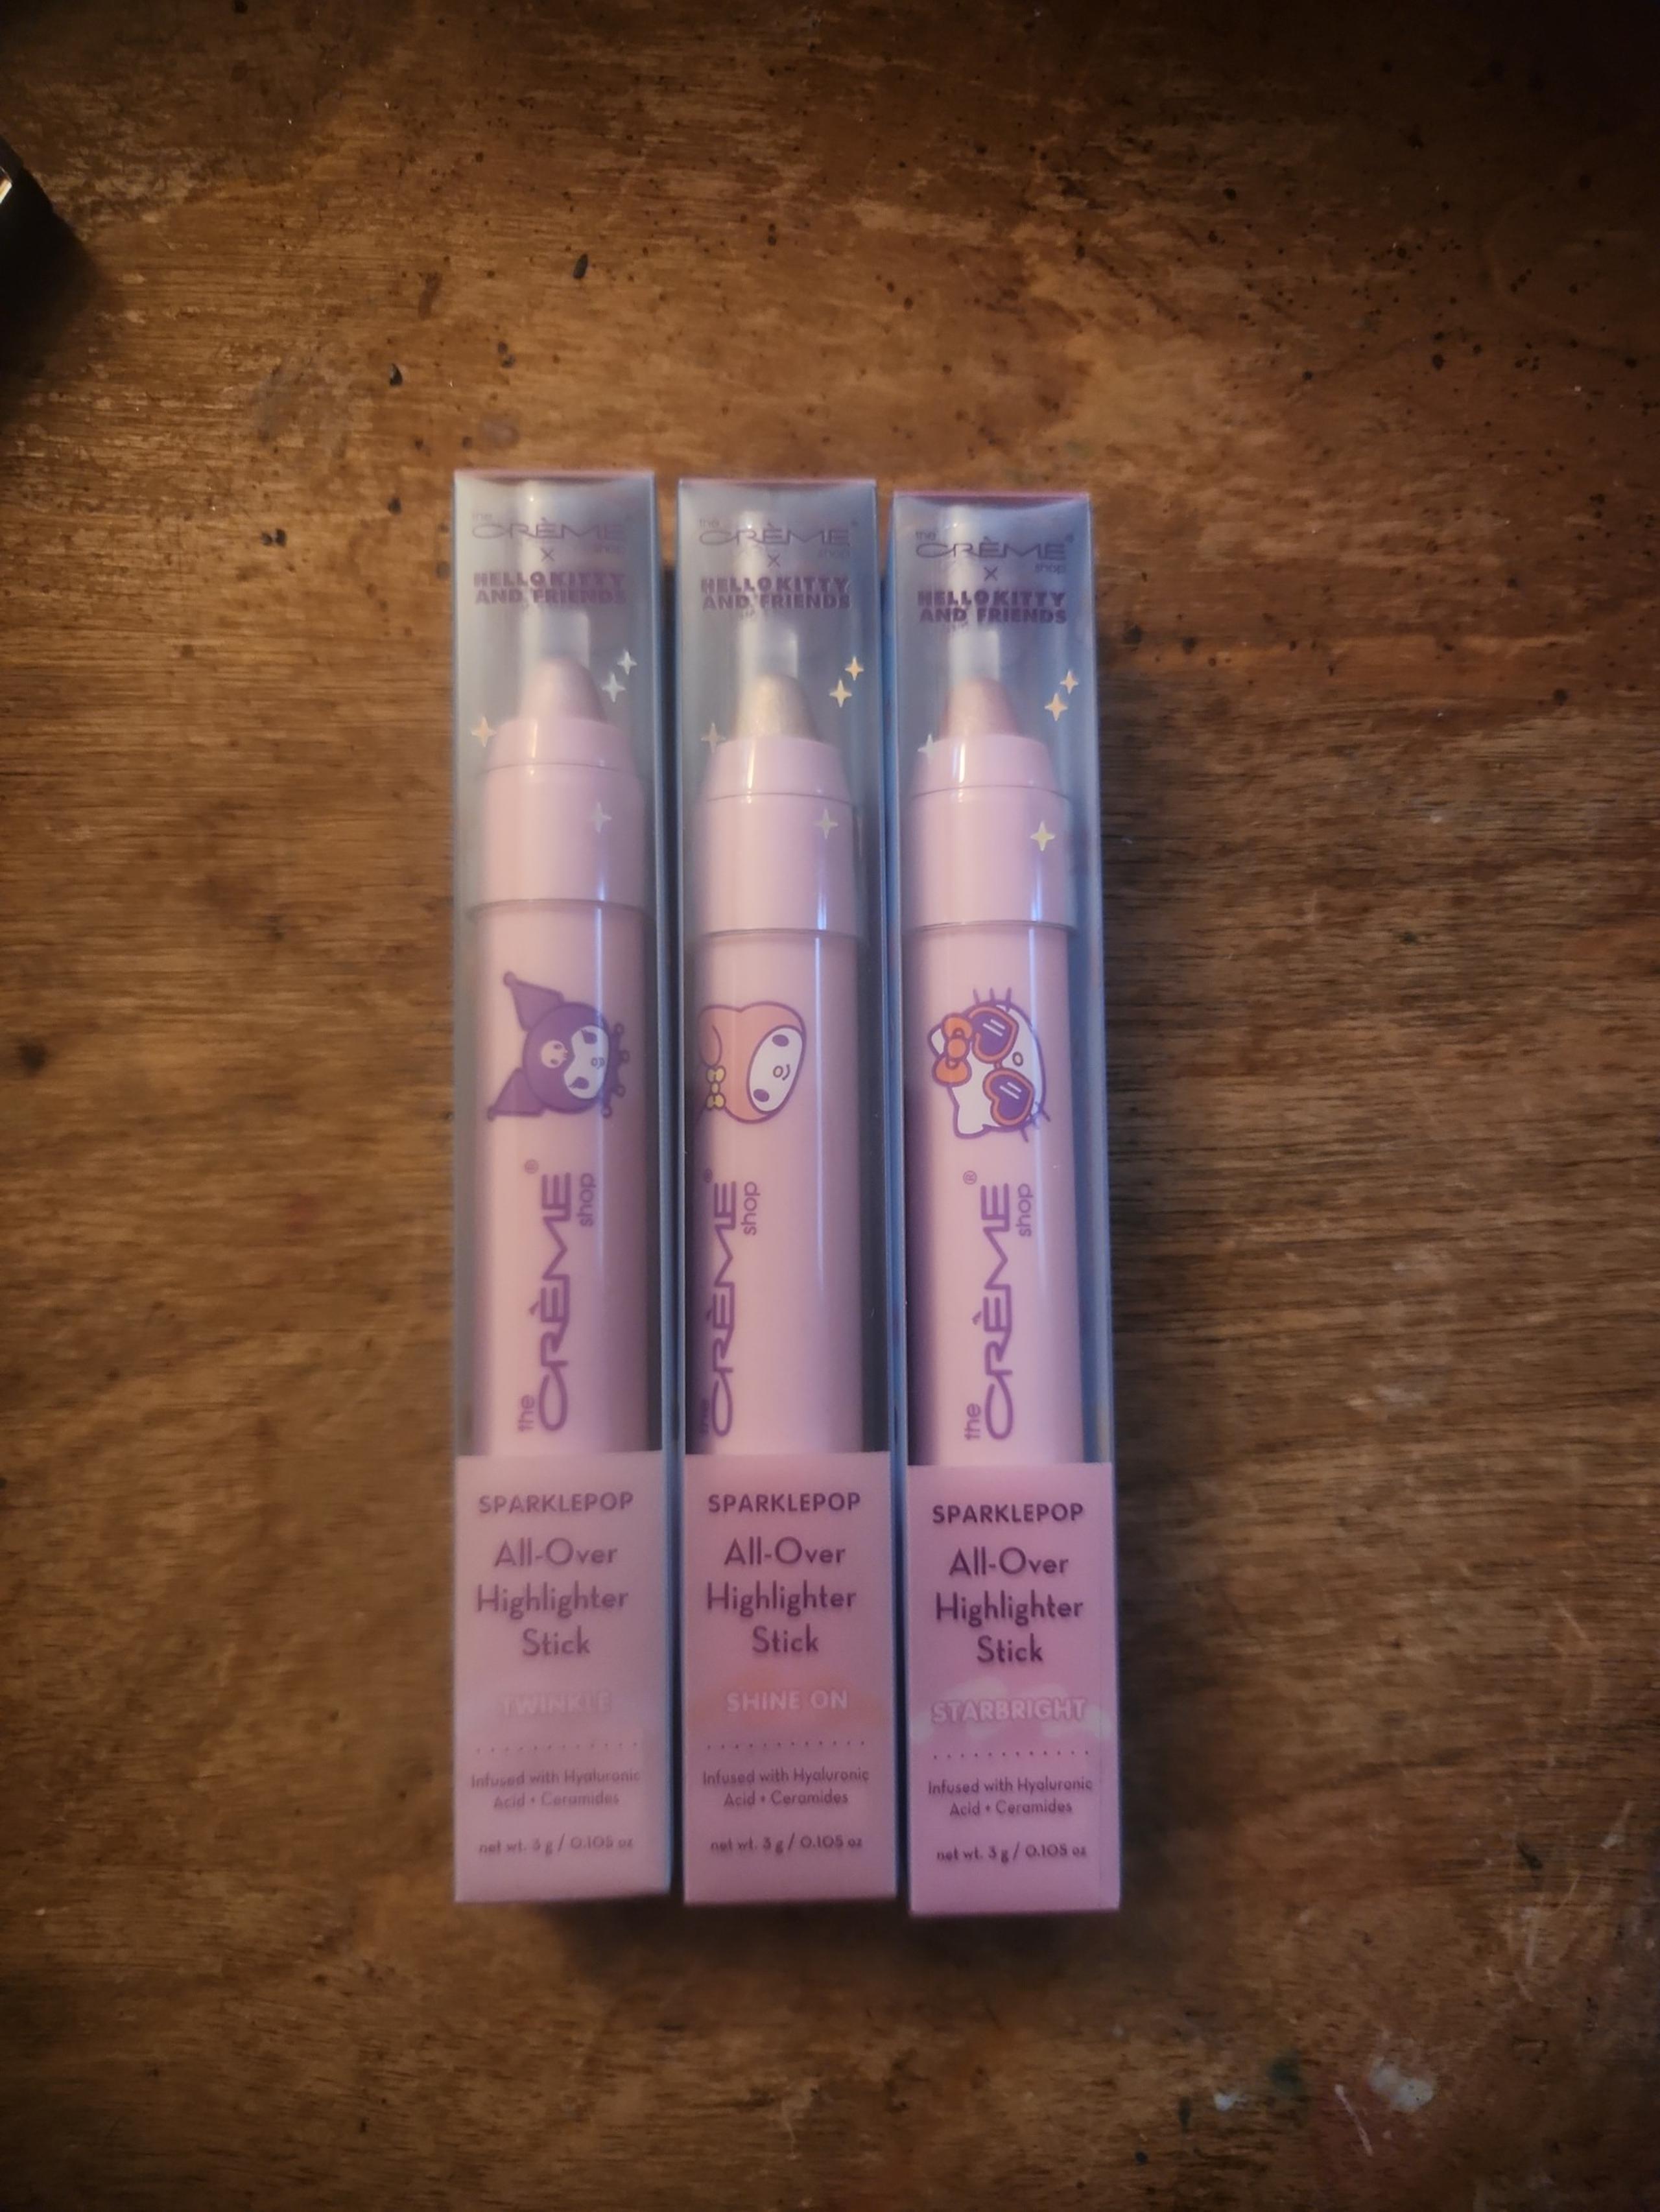 the
CRÈME
shop
×
HELLO KITTY
AND FRIENDS
the CRÈME® shop
SPARKLEPOP
All-Over
Highlighter
Stick
TWINKLE
Infused with Hyaluronic
Acid + Ceramides
net wt. 3 g / 0.105 oz
the
CRÈME®
shop
×
HELLO KITTY
AND FRIENDS
the CRÈME® shop
SPARKLEPOP
All-Over
Highlighter
Stick
SHINE ON
Infused with Hyaluronic
Acid + Ceramides
net wt. 3 g / 0.105 oz
the
CRÈME®
shop
×
HELLO KITTY
AND FRIENDS
the CRÈME® shop
SPARKLEPOP
All-Over
Highlighter
Stick
STARBRIGHT
Infused with Hyaluronic
Acid + Ceramides
net wt. 3 g / 0.105 oz